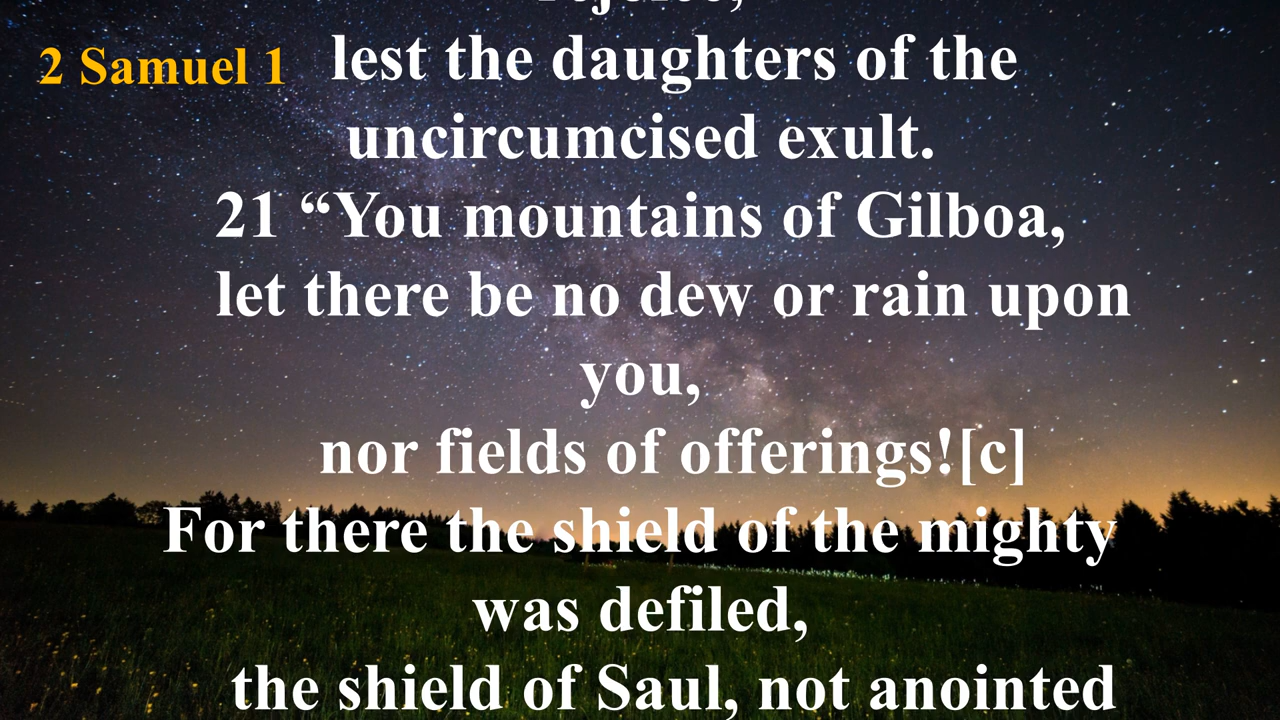 2 Samuel 1
lest the daughters of the
uncircumcised exult.
21 “You mountains of Gilboa,
let there be no dew or rain upon
you,
nor fields of offerings![c]
For there the shield of the mighty
was defiled,
the shield of Saul, not anointed